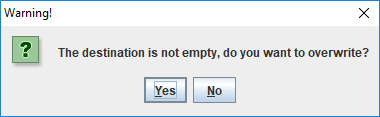 Warning!
The destination is not empty, do you want to overwrite?
Yes No